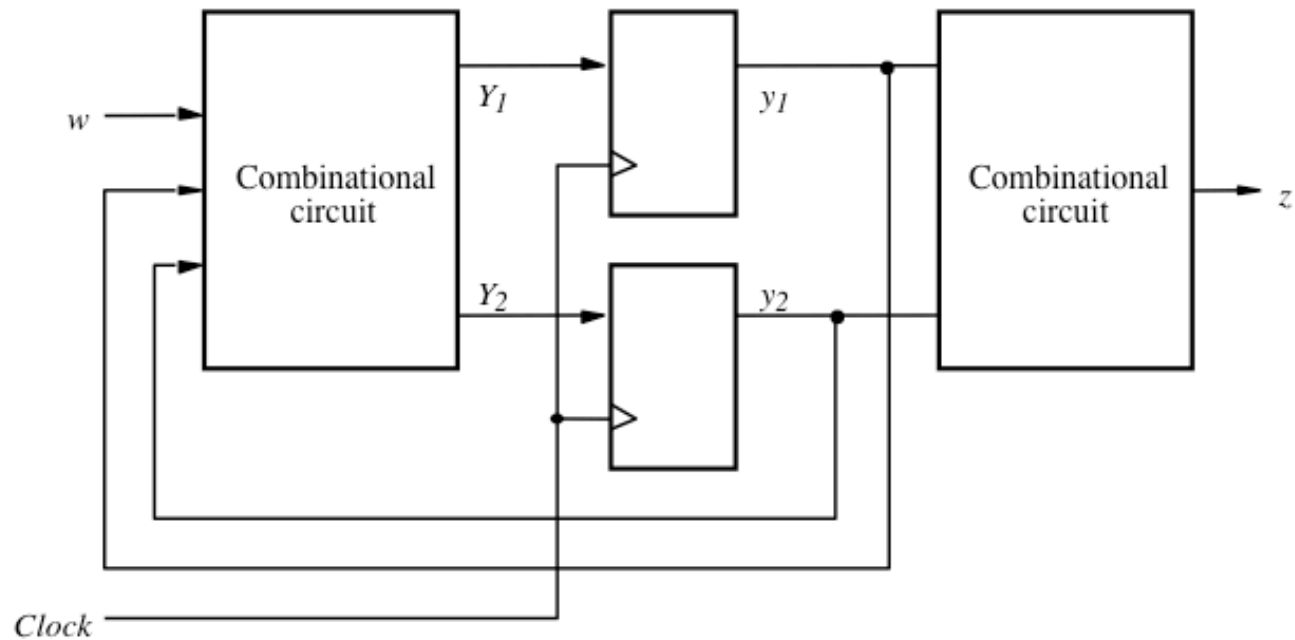 w
Combinational
circuit
Y1
Y2
y1
y2
Combinational
circuit
z
Clock